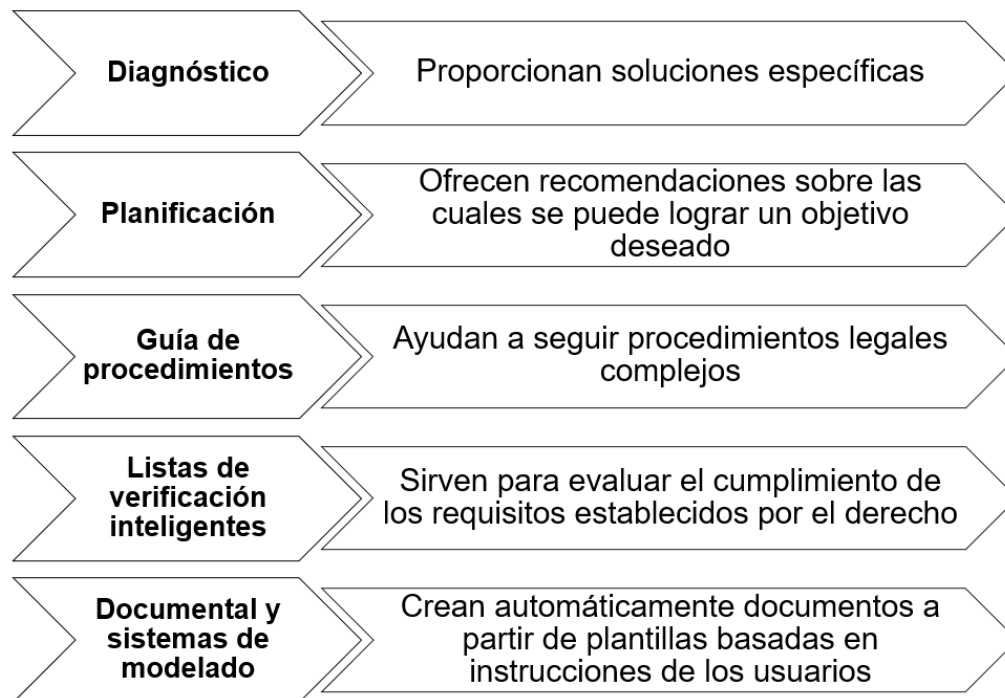 Diagnóstico
Proporcionan soluciones específicas
Planificación
Ofrecen recomendaciones sobre las
cuales se puede lograr un objetivo
deseado
Guía de
procedimientos
Ayudan a seguir procedimientos legales
complejos
Listas de
verificación
inteligentes
Sirven para evaluar el cumplimiento de
los requisitos establecidos por el derecho
Documental y
sistemas de
modelado
Crean automáticamente documentos a
partir de plantillas basadas en
instrucciones de los usuarios